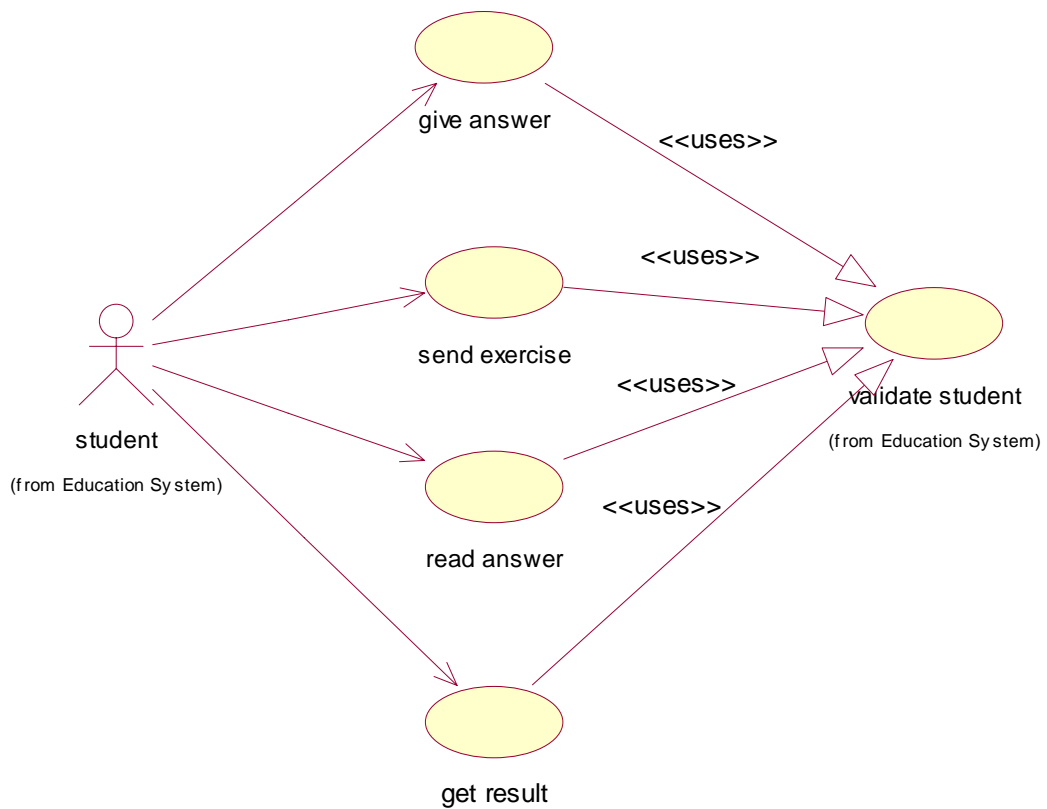 give answer
<<uses>>
<<uses>>
send exercise
<<uses>>
validate student
(from Education System)
student
(from Education System)
<<uses>>
read answer
get result